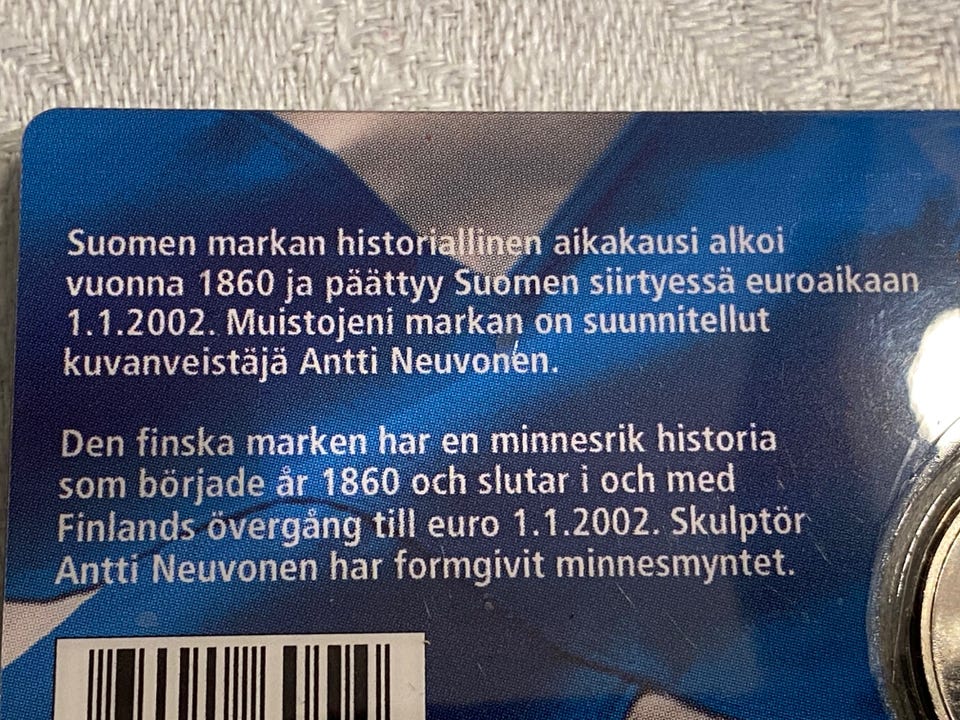 Suomen markan historiallinen aikakausi alkoi
vuonna 1860 ja päättyy Suomen siirtyessä euroaikaan
1.1.2002. Muistojeni markan on suunnitellut
kuvanveistäjä Antti Neuvonen.
Den finska marken har en minnesrik historia
som började år 1860 och slutar i och med
Finlands övergång till euro 1.1.2002. Skulptör
Antti Neuvonen har formgivit minnesmyntet.